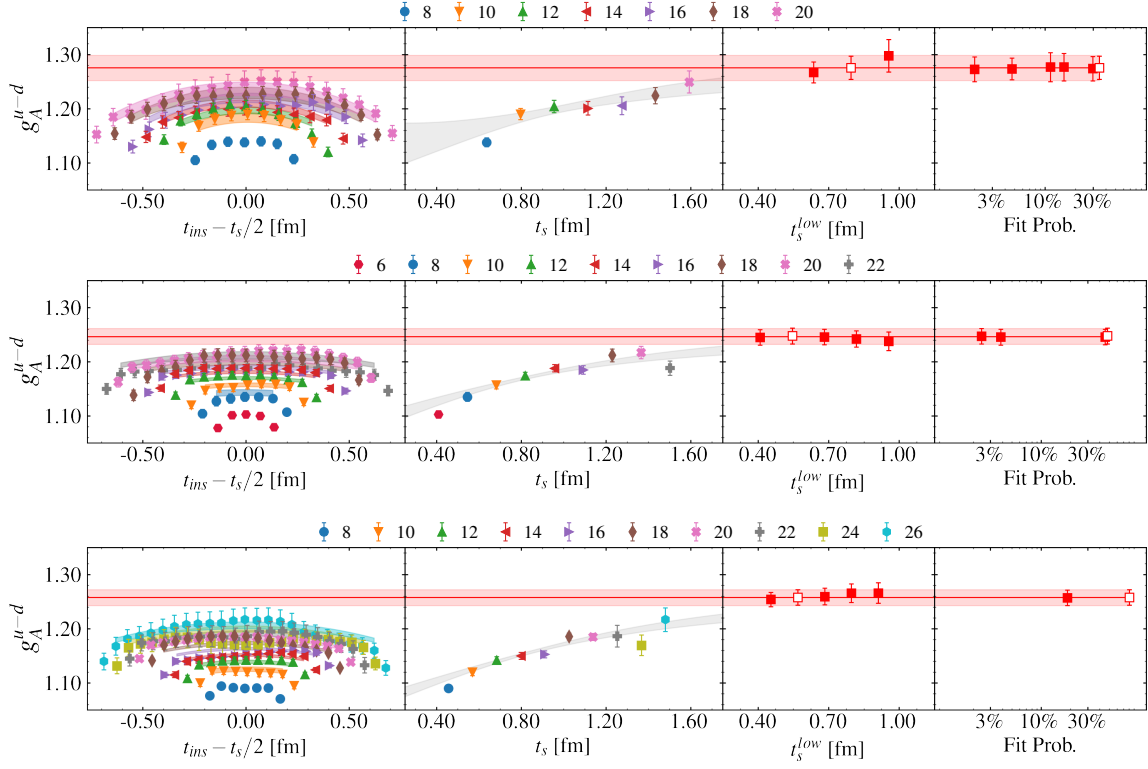 8 10 12 14 16 18 20
1.30
1.20
1.10
g_A^{u-d}
-0.50 0.00 0.50 0.40 0.80 1.20 1.60 0.40 0.70 1.00 3% 10% 30%
t_{ins} - t_s/2 [fm] t_s [fm] t_s^{low} [fm] Fit Prob.
6 8 10 12 14 16 18 20 22
1.30
1.20
1.10
g_A^{u-d}
-0.50 0.00 0.50 0.40 0.80 1.20 1.60 0.40 0.70 1.00 3% 10% 30%
t_{ins} - t_s/2 [fm] t_s [fm] t_s^{low} [fm] Fit Prob.
8 10 12 14 16 18 20 22 24 26
1.30
1.20
1.10
g_A^{u-d}
-0.50 0.00 0.50 0.40 0.80 1.20 1.60 0.40 0.70 1.00 3% 10% 30%
t_{ins} - t_s/2 [fm] t_s [fm] t_s^{low} [fm] Fit Prob.